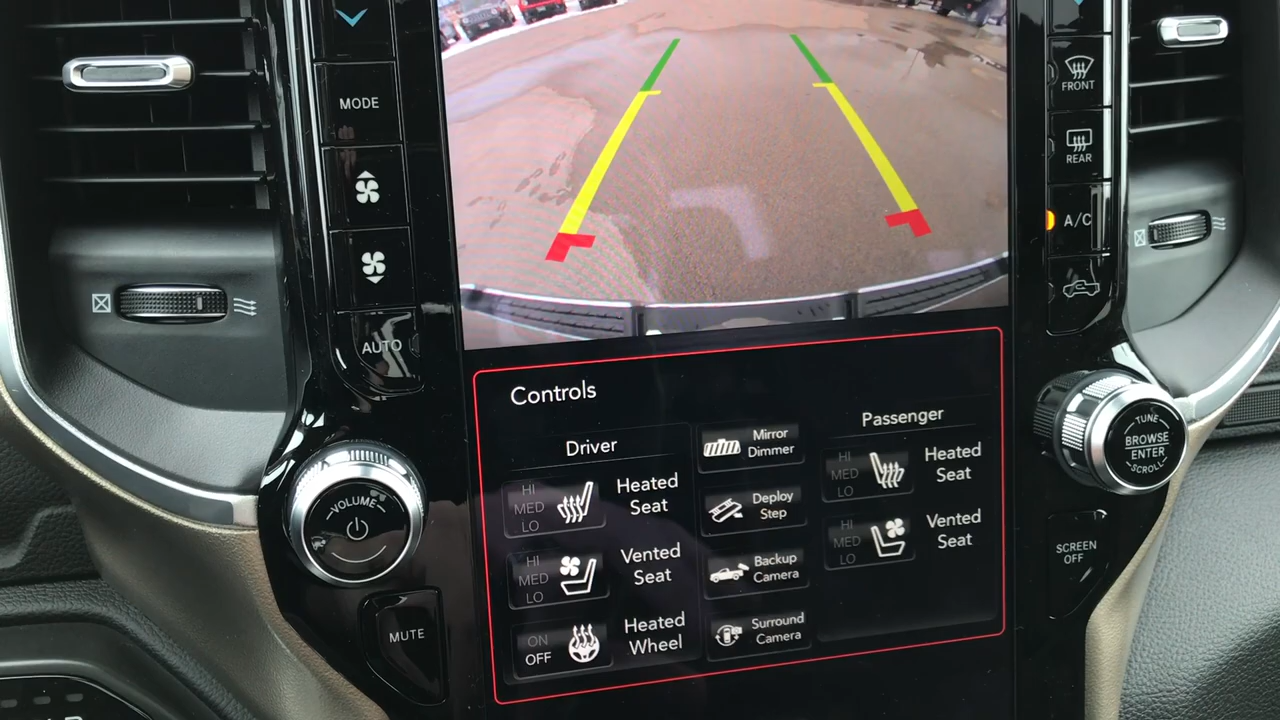 MODE
AUTO
VOLUME
MUTE
FRONT
REAR
A/C
TUNE
BROWSE
ENTER
SCROLL
SCREEN
OFF
Controls
Driver
HI
MED
LO
Heated
Seat
HI
MED
LO
Vented
Seat
ON
OFF
Heated
Wheel
Mirror
Dimmer
Deploy
Step
Backup
Camera
Surround
Camera
Passenger
HI
MED
LO
Heated
Seat
HI
MED
LO
Vented
Seat